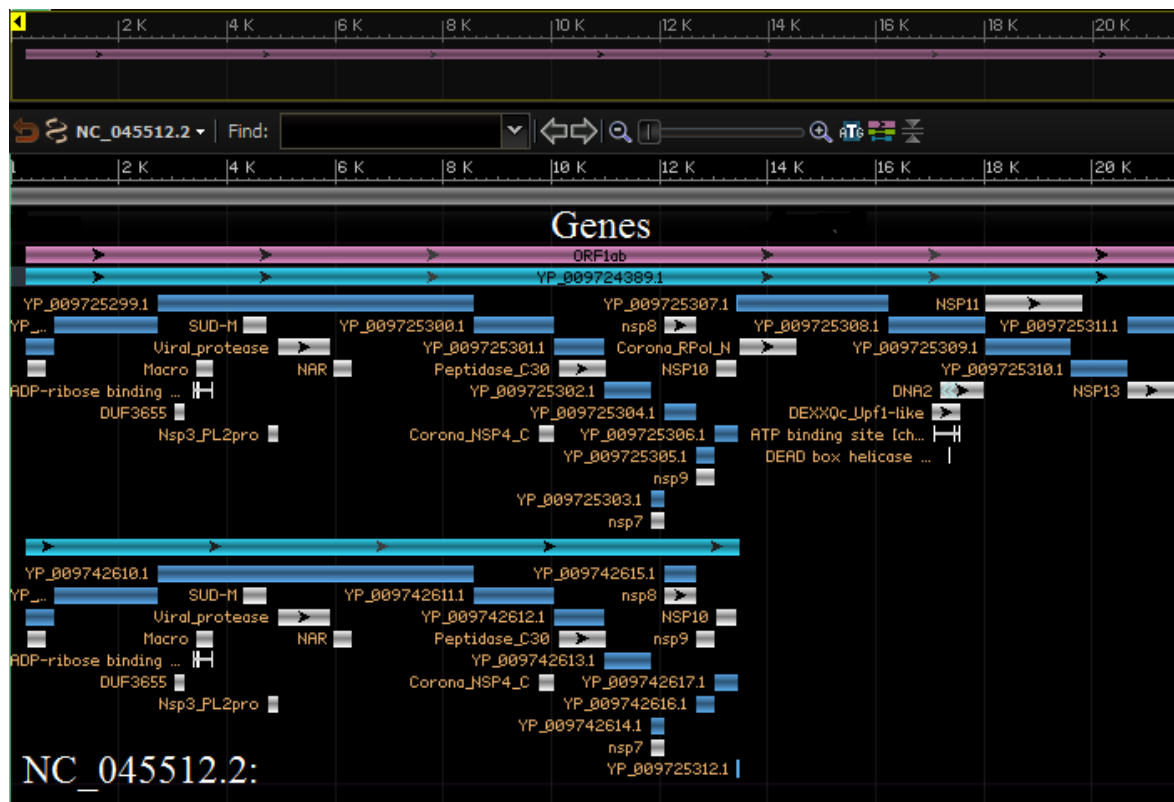 2 K 4 K 6 K 8 K 10 K 12 K 14 K 16 K 18 K 20 K
NC_045512.2 Find: ATG
1 2 K 4 K 6 K 8 K 10 K 12 K 14 K 16 K 18 K 20 K
Genes
ORF1ab
YP_009724389.1
YP_009725299.1 YP_009725307.1 NSP11
YP_… SUD-M YP_009725300.1 nsp8 YP_009725308.1 YP_009725311.1
Viral_protease YP_009725301.1 Corona_RPol_N YP_009725309.1
Macro NAR Peptidase_C30 NSP10 YP_009725310.1
ADP-ribose binding … YP_009725302.1 DNA2 NSP13
DUF3655 YP_009725304.1 DEXXQc_Upf1-like
Nsp3_PL2pro Corona_NSP4_C YP_009725306.1 ATP binding site [ch…
YP_009725305.1 DEAD box helicase …
nsp9
YP_009725303.1
nsp7
YP_009742610.1 YP_009742615.1
YP_… SUD-M YP_009742611.1 nsp8
Viral_protease YP_009742612.1 NSP10
Macro NAR Peptidase_C30 nsp9
ADP-ribose binding … YP_009742613.1
DUF3655 Corona_NSP4_C YP_009742617.1
Nsp3_PL2pro YP_009742616.1
YP_009742614.1
nsp7
NC_045512.2: YP_009725312.1